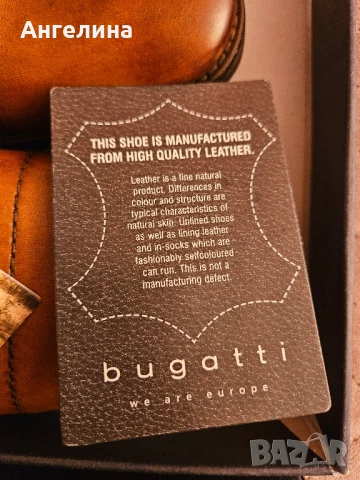 Ангелина
THIS SHOE IS MANUFACTURED
FROM HIGH QUALITY LEATHER.
Leather is a fine natural
product. Differences in
colour and structure are
typical characteristics of
natural skin. Unlined shoes
as well as lining leather
and in-socks which are
fashionably selfcoloured
can run. This is not a
manufacturing defect.
bugatti
we are europe
BAZAR